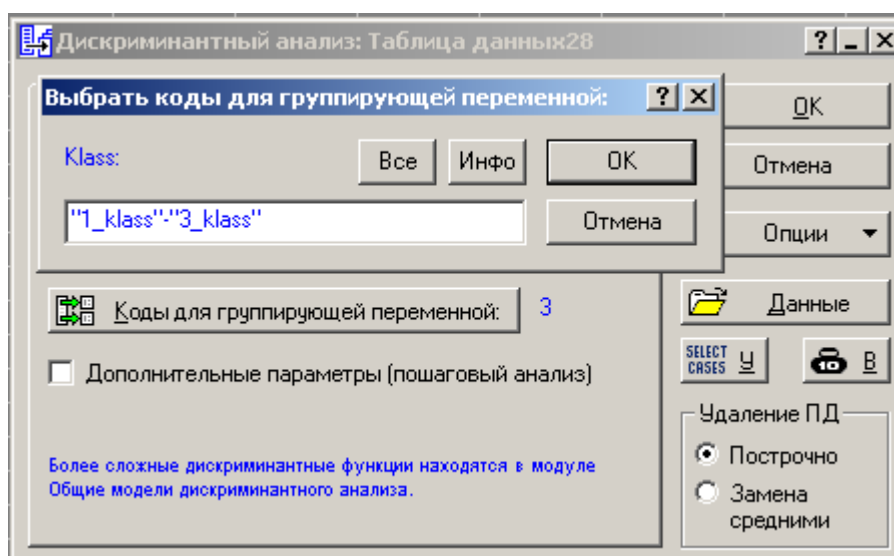 Дискриминантный анализ: Таблица данных28
Выбрать коды для группирующей переменной:
Klass:
Все
Инфо
OK
"1_klass"-"3_klass"
Отмена
OK
Отмена
Опции
Коды для группирующей переменной:
3
Данные
SELECT
CASES
У
В
Дополнительные параметры (пошаговый анализ)
Удаление ПД
Построчно
Замена
средними
Более сложные дискриминантные функции находятся в модуле
Общие модели дискриминантного анализа.